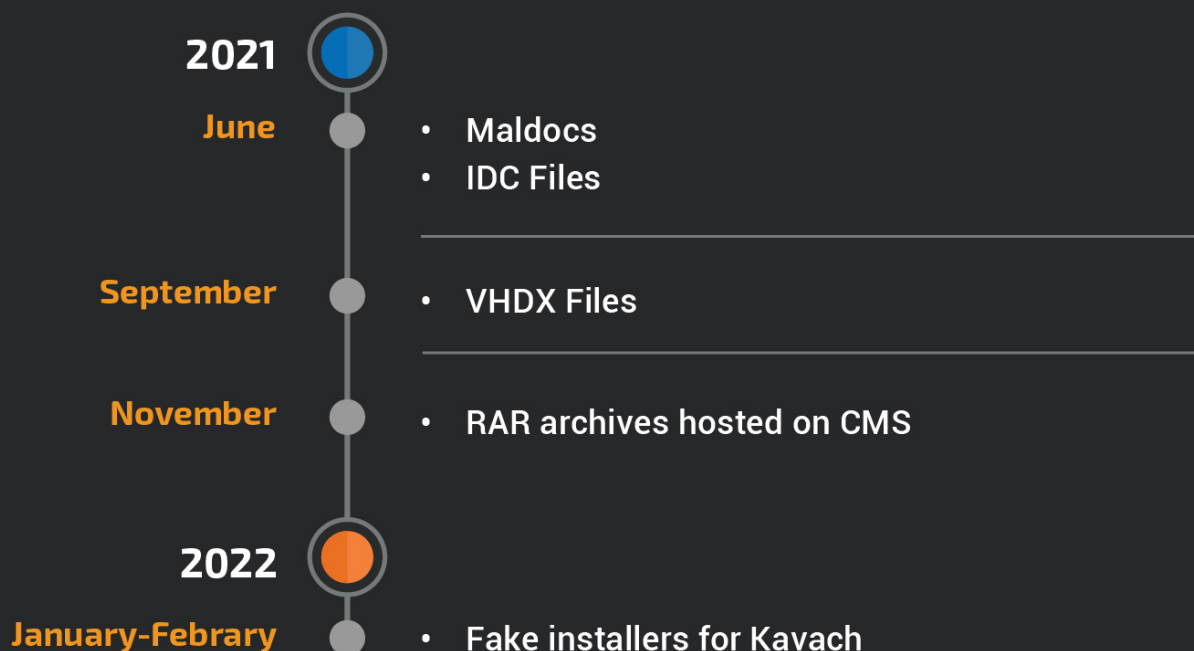 2021
June
• Maldocs
• IDC Files
September
• VHDX Files
November
• RAR archives hosted on CMS
2022
January-Febrary
• Fake installers for Kavach